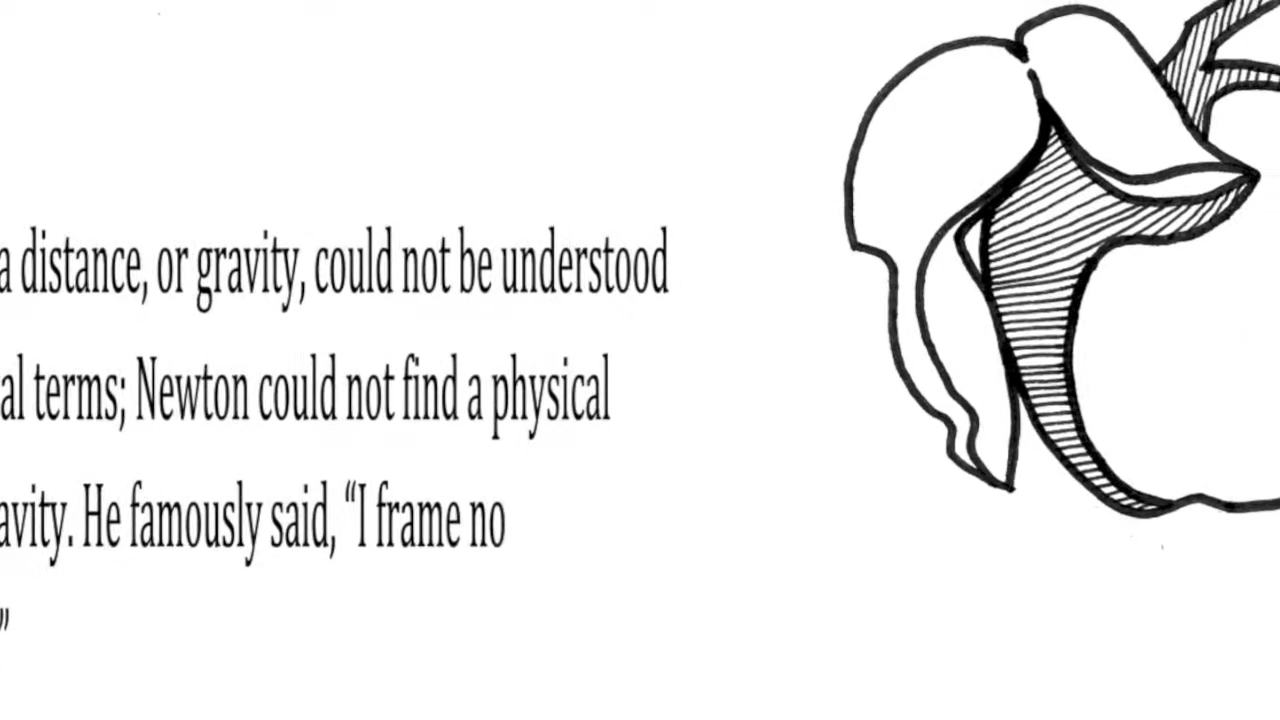 a distance, or gravity, could not be understood
al terms; Newton could not find a physical
avity. He famously said, “I frame no
”